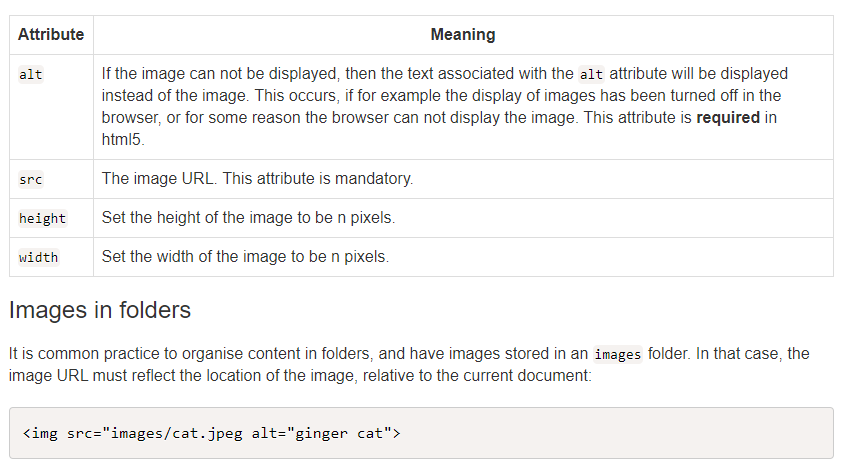 Attribute Meaning
alt If the image can not be displayed, then the text associated with the alt attribute will be displayed
instead of the image. This occurs, if for example the display of images has been turned off in the
browser, or for some reason the browser can not display the image. This attribute is required in
html5.
src The image URL. This attribute is mandatory.
height Set the height of the image to be n pixels.
width Set the width of the image to be n pixels.
Images in folders
It is common practice to organise content in folders, and have images stored in an images folder. In that case, the
image URL must reflect the location of the image, relative to the current document:
<img src="images/cat.jpeg alt="ginger cat">